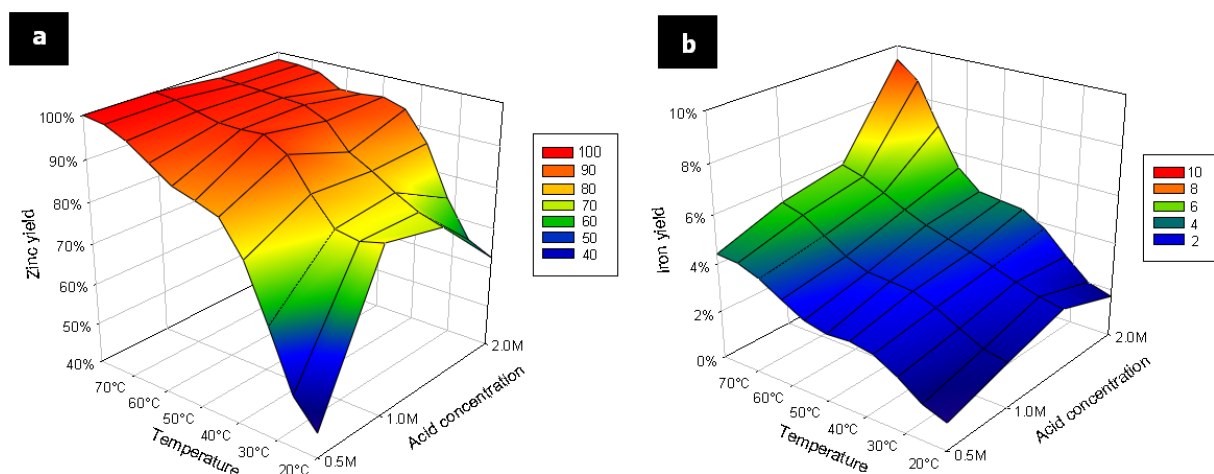 a
100%
90%
80%
70%
60%
50%
40%
Zinc yield
70°C
60°C
50°C
40°C
30°C
20°C
Temperature
0.5M
1.0M
2.0M
Acid concentration
100
90
80
70
60
50
40
b
10%
8%
6%
4%
2%
0%
Iron yield
70°C
60°C
50°C
40°C
30°C
20°C
Temperature
0.5M
1.0M
2.0M
Acid concentration
10
8
6
4
2